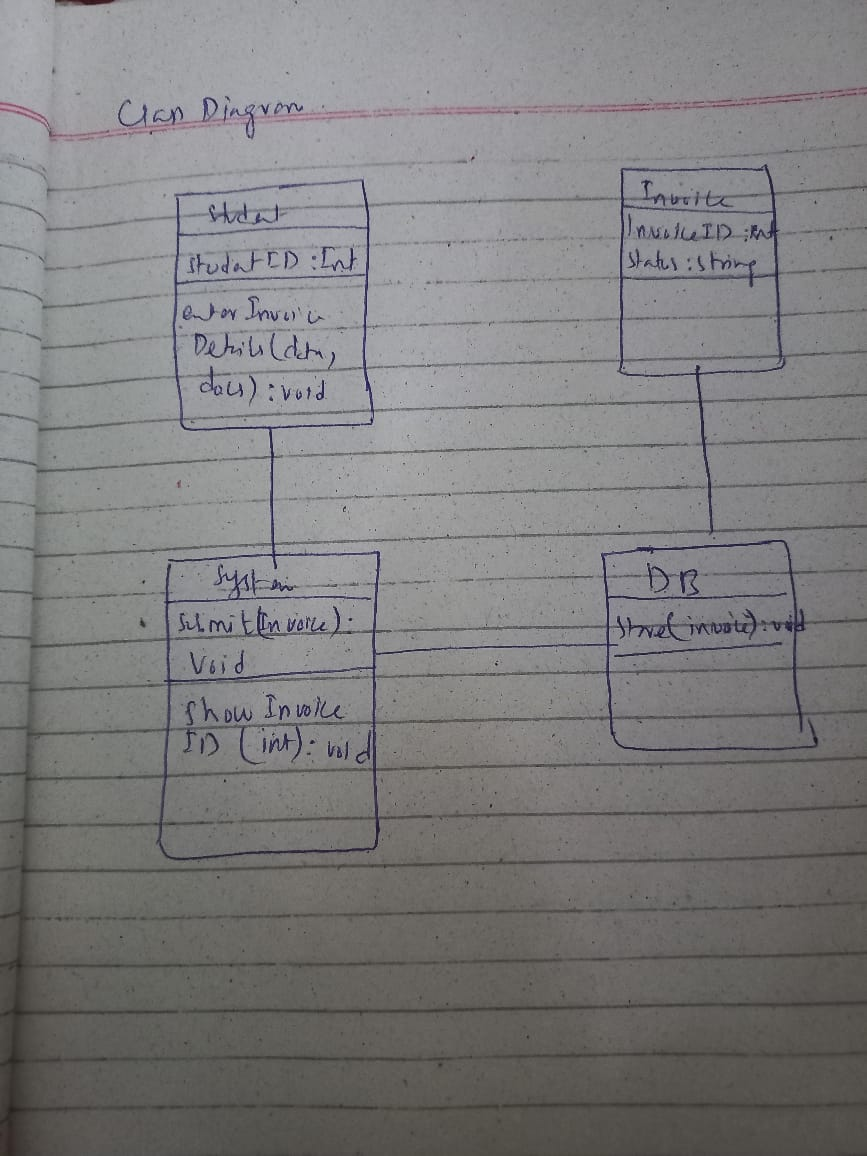 Class Diagram
Student
StudentID : Int
enter Invoice
Details (data,
docs) : void
Invoice
InvoiceID : Int
Status : String
System
Submit (Invoice) :
Void
Show Invoice
ID (int) : void
DB
Store( invoice) : void